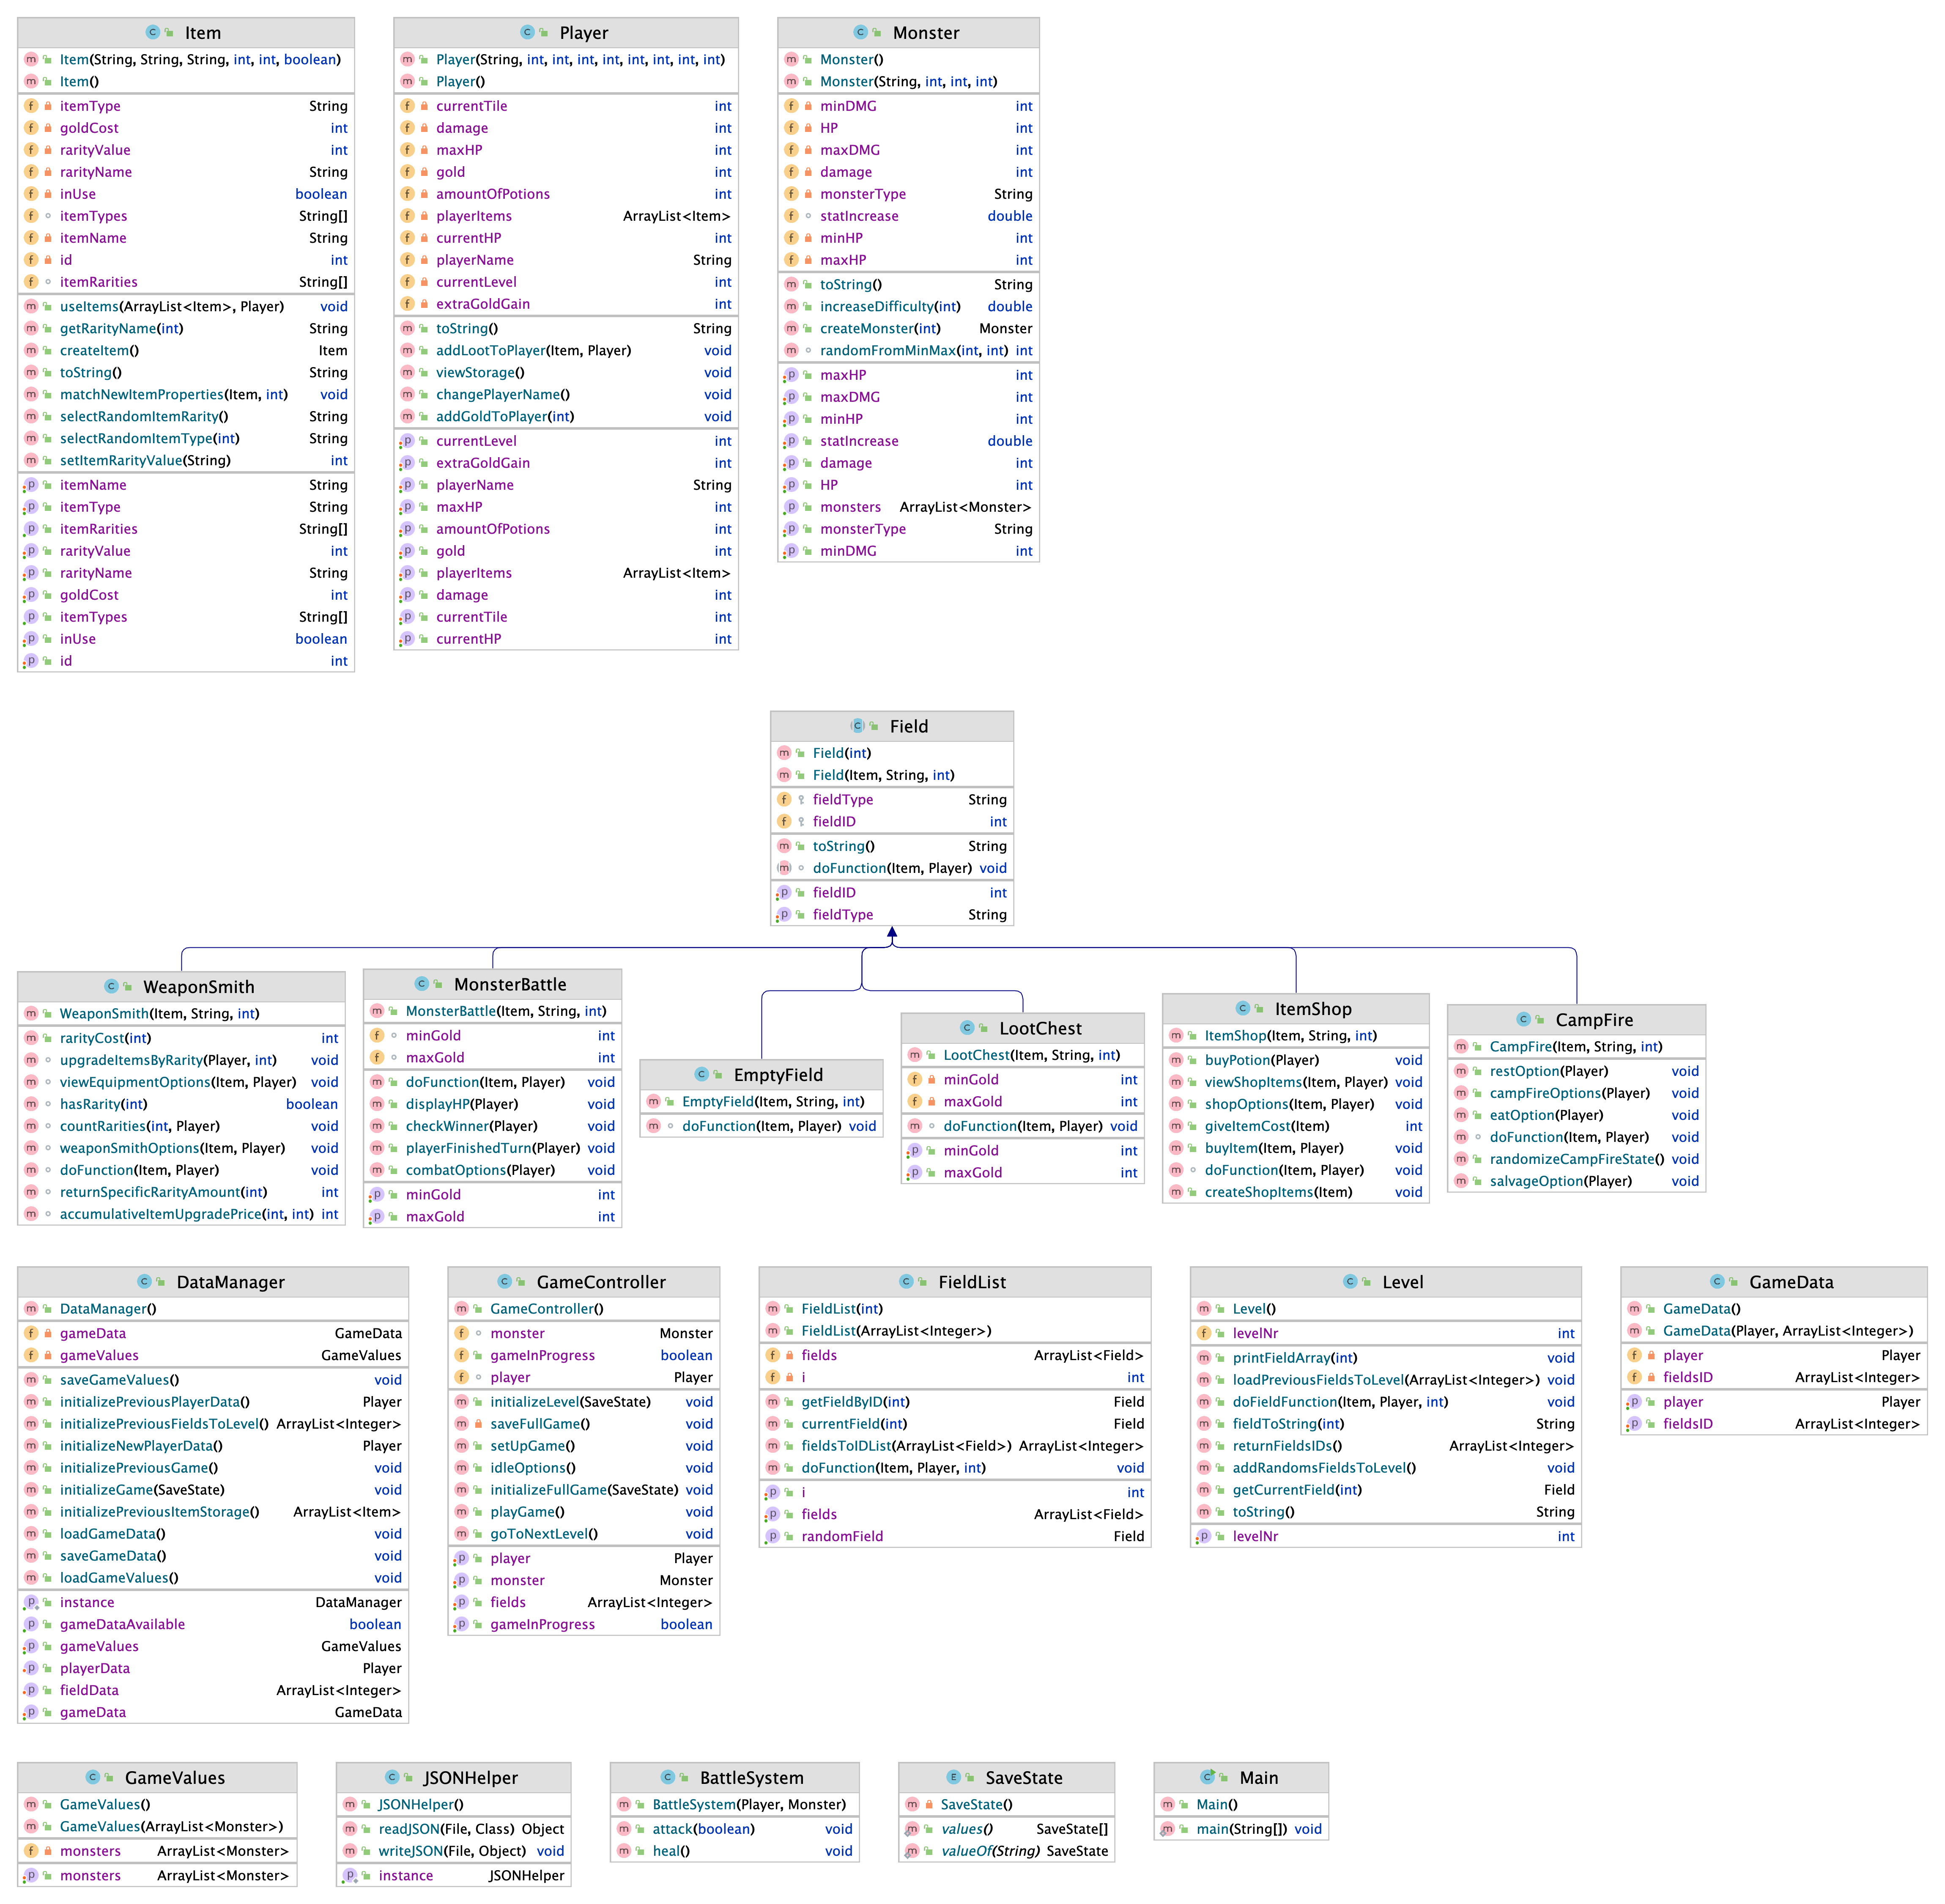 Item
Item(String, String, String, int, int, boolean)
Item()
itemType String
goldCost int
rarityValue int
rarityName String
inUse boolean
itemTypes String[]
itemName String
id int
itemRarities String[]
useItems(ArrayList<Item>, Player) void
getRarityName(int) String
createItem() Item
toString() String
matchNewItemProperties(Item, int) void
selectRandomItemRarity() String
selectRandomItemType(int) String
setItemRarityValue(String) int
itemName String
itemType String
itemRarities String[]
rarityValue int
rarityName String
goldCost int
itemTypes String[]
inUse boolean
id int
Player
Player(String, int, int, int, int, int, int, int, int)
Player()
currentTile int
damage int
maxHP int
gold int
amountOfPotions int
playerItems ArrayList<Item>
currentHP int
playerName String
currentLevel int
extraGoldGain int
toString() String
addLootToPlayer(Item, Player) void
viewStorage() void
changePlayerName() void
addGoldToPlayer(int) void
currentLevel int
extraGoldGain int
playerName String
maxHP int
amountOfPotions int
gold int
playerItems ArrayList<Item>
damage int
currentTile int
currentHP int
Monster
Monster()
Monster(String, int, int, int)
minDMG int
HP int
maxDMG int
damage int
monsterType String
statIncrease double
minHP int
maxHP int
toString() String
increaseDifficulty(int) double
createMonster(int) Monster
randomFromMinMax(int, int) int
maxHP int
maxDMG int
minHP int
statIncrease double
damage int
HP int
monsters ArrayList<Monster>
monsterType String
minDMG int
Field
Field(int)
Field(Item, String, int)
fieldType String
fieldID int
toString() String
doFunction(Item, Player) void
fieldID int
fieldType String
WeaponSmith
WeaponSmith(Item, String, int)
rarityCost(int) int
upgradeItemsByRarity(Player, int) void
viewEquipmentOptions(Item, Player) void
hasRarity(int) boolean
countRarities(int, Player) void
weaponSmithOptions(Item, Player) void
doFunction(Item, Player) void
returnSpecificRarityAmount(int) int
accumulativeItemUpgradePrice(int, int) int
MonsterBattle
MonsterBattle(Item, String, int)
minGold int
maxGold int
doFunction(Item, Player) void
displayHP(Player) void
checkWinner(Player) void
playerFinishedTurn(Player) void
combatOptions(Player) void
minGold int
maxGold int
EmptyField
EmptyField(Item, String, int)
doFunction(Item, Player) void
LootChest
LootChest(Item, String, int)
minGold int
maxGold int
doFunction(Item, Player) void
minGold int
maxGold int
ItemShop
ItemShop(Item, String, int)
buyPotion(Player) void
viewShopItems(Item, Player) void
shopOptions(Item, Player) void
giveItemCost(Item) int
buyItem(Item, Player) void
doFunction(Item, Player) void
createShopItems(Item) void
CampFire
CampFire(Item, String, int)
restOption(Player) void
campFireOptions(Player) void
eatOption(Player) void
doFunction(Item, Player) void
randomizeCampFireState() void
salvageOption(Player) void
DataManager
DataManager()
gameData GameData
gameValues GameValues
saveGameValues() void
initializePreviousPlayerData() Player
initializePreviousFieldsToLevel() ArrayList<Integer>
initializeNewPlayerData() Player
initializePreviousGame() void
initializeGame(SaveState) void
initializePreviousItemStorage() ArrayList<Item>
loadGameData() void
saveGameData() void
loadGameValues() void
instance DataManager
gameDataAvailable boolean
gameValues GameValues
playerData Player
fieldData ArrayList<Integer>
gameData GameData
GameController
GameController()
monster Monster
gameInProgress boolean
player Player
initializeLevel(SaveState) void
saveFullGame() void
setUpGame() void
idleOptions() void
initializeFullGame(SaveState) void
playGame() void
goToNextLevel() void
player Player
monster Monster
fields ArrayList<Integer>
gameInProgress boolean
FieldList
FieldList(int)
FieldList(ArrayList<Integer>)
fields ArrayList<Field>
i int
getFieldByID(int) Field
currentField(int) Field
fieldsToIDList(ArrayList<Field>) ArrayList<Integer>
doFunction(Item, Player, int) void
i int
fields ArrayList<Field>
randomField Field
Level
Level()
levelNr int
printFieldArray(int) void
loadPreviousFieldsToLevel(ArrayList<Integer>) void
doFieldFunction(Item, Player, int) void
fieldToString(int) String
returnFieldsIDs() ArrayList<Integer>
addRandomsFieldsToLevel() void
getCurrentField(int) Field
toString() String
levelNr int
GameData
GameData()
GameData(Player, ArrayList<Integer>)
player Player
fieldsID ArrayList<Integer>
player Player
fieldsID ArrayList<Integer>
GameValues
GameValues()
GameValues(ArrayList<Monster>)
monsters ArrayList<Monster>
monsters ArrayList<Monster>
JSONHelper
JSONHelper()
readJSON(File, Class) Object
writeJSON(File, Object) void
instance JSONHelper
BattleSystem
BattleSystem(Player, Monster)
attack(boolean) void
heal() void
SaveState
SaveState()
values() SaveState[]
valueOf(String) SaveState
Main
Main()
main(String[]) void